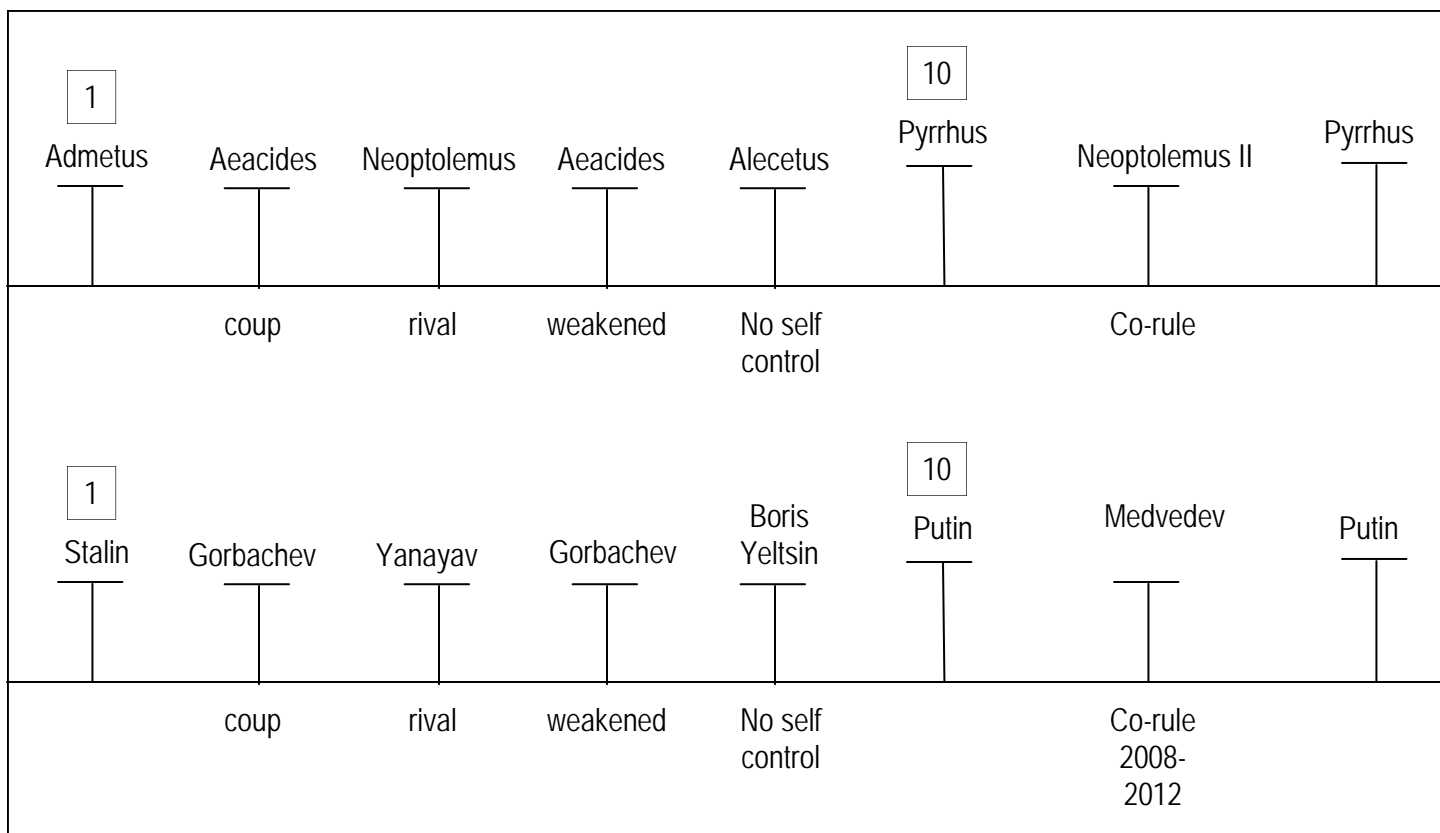 1
10
Admetus
Aeacides
Neoptolemus
Aeacides
Alecetus
Pyrrhus
Neoptolemus II
Pyrrhus
coup
rival
weakened
No self
control
Co-rule
1
10
Stalin
Gorbachev
Yanayav
Gorbachev
Boris
Yeltsin
Putin
Medvedev
Putin
coup
rival
weakened
No self
control
Co-rule
2008-
2012